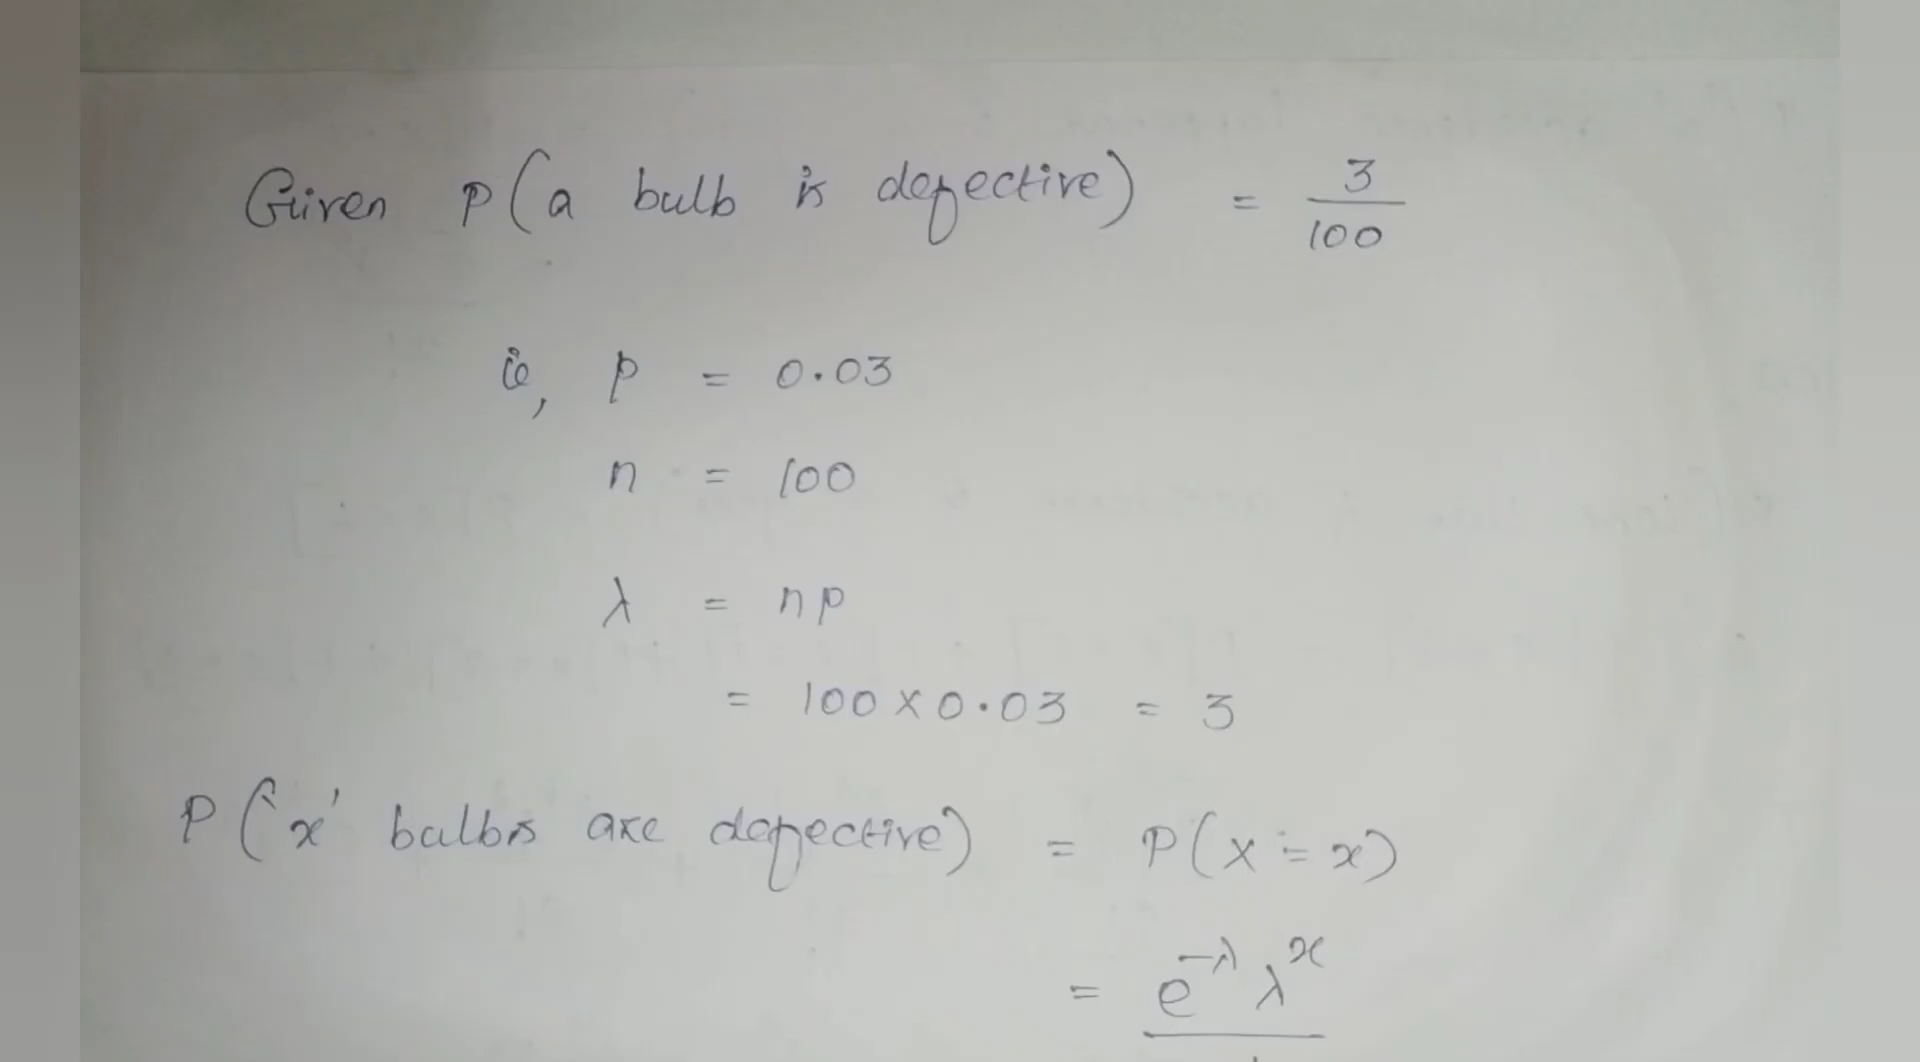 Given P(a bulb is defective) = 3/100
ie, p = 0.03
n = 100
λ = np
= 100 × 0.03 = 3
P('x' bulbs are defective) = P(X = x)
= e^-λ λ^x